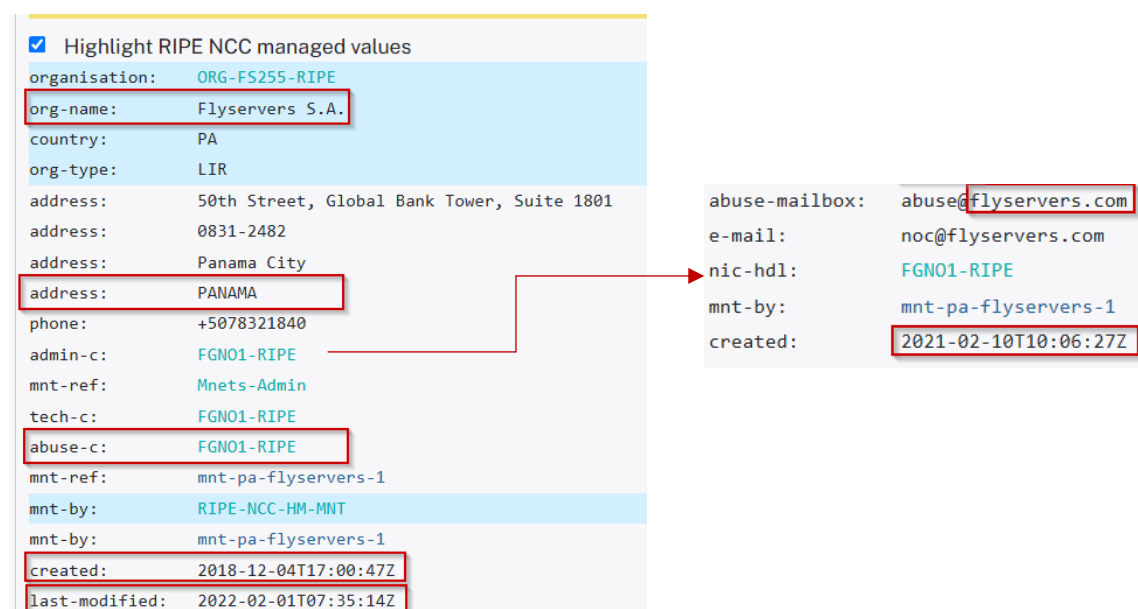 Highlight RIPE NCC managed values
organisation: ORG-FS255-RIPE
org-name: Flyservers S.A.
country: PA
org-type: LIR
address: 50th Street, Global Bank Tower, Suite 1801
address: 0831-2482
address: Panama City
address: PANAMA
phone: +5078321840
admin-c: FGNO1-RIPE
mnt-ref: Mnets-Admin
tech-c: FGNO1-RIPE
abuse-c: FGNO1-RIPE
mnt-ref: mnt-pa-flyservers-1
mnt-by: RIPE-NCC-HM-MNT
mnt-by: mnt-pa-flyservers-1
created: 2018-12-04T17:00:47Z
last-modified: 2022-02-01T07:35:14Z
abuse-mailbox: abuse@flyservers.com
e-mail: noc@flyservers.com
nic-hdl: FGNO1-RIPE
mnt-by: mnt-pa-flyservers-1
created: 2021-02-10T10:06:27Z